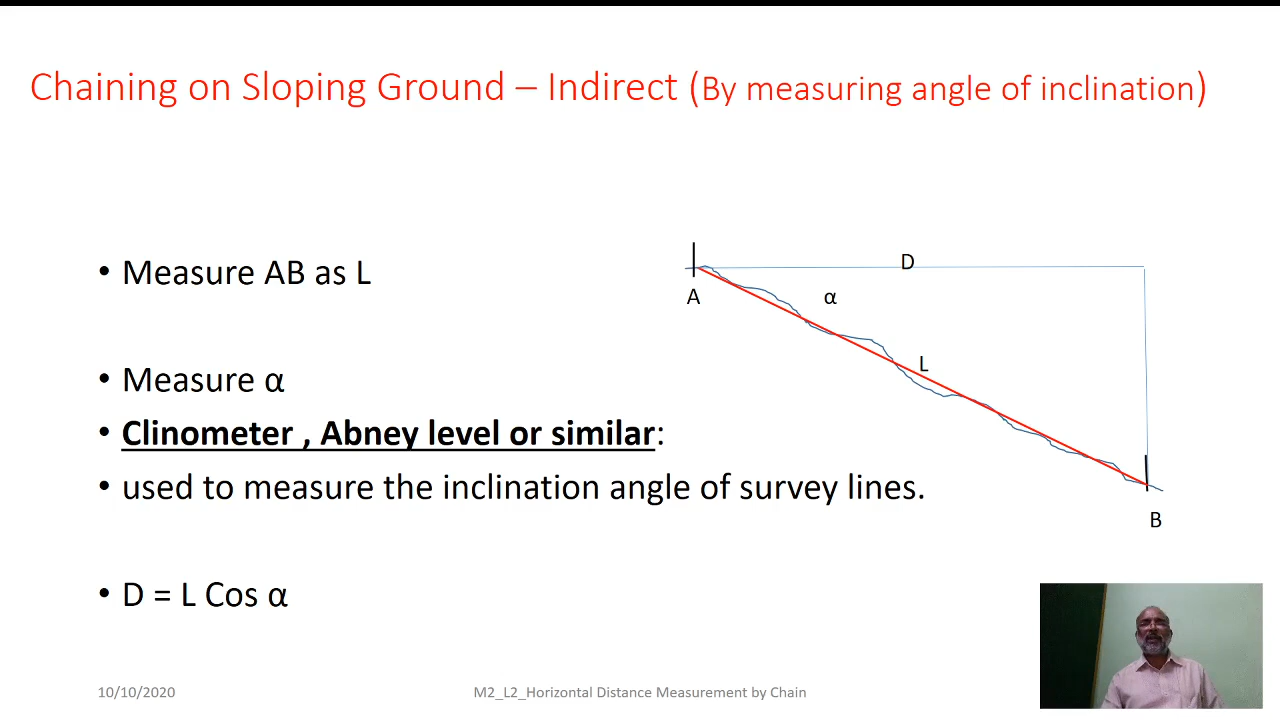 Chaining on Sloping Ground – Indirect (By measuring angle of inclination)
• Measure AB as L
• Measure α
• Clinometer , Abney level or similar:
• used to measure the inclination angle of survey lines.
• D = L Cos α
D
A
α
L
B
10/10/2020
M2_L2_Horizontal Distance Measurement by Chain